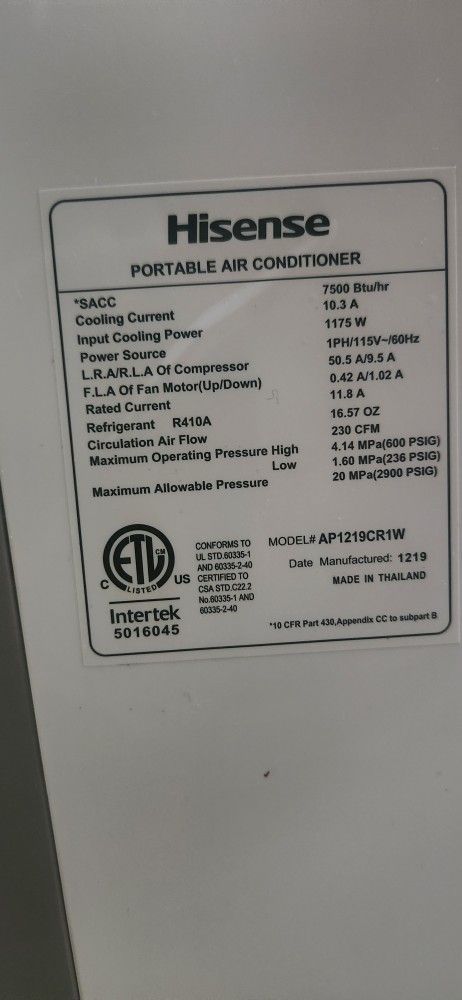 Hisense
PORTABLE AIR CONDITIONER
*SACC 7500 Btu/hr
Cooling Current 10.3 A
Input Cooling Power 1175 W
Power Source 1PH/115V~/60Hz
L.R.A/R.L.A Of Compressor 50.5 A/9.5 A
F.L.A Of Fan Motor(Up/Down) 0.42 A/1.02 A
Rated Current 11.8 A
Refrigerant R410A 16.57 OZ
Circulation Air Flow 230 CFM
Maximum Operating Pressure High 4.14 MPa(600 PSIG)
Low 1.60 MPa(236 PSIG)
Maximum Allowable Pressure 20 MPa(2900 PSIG)
ETL CM
LISTED
C US
Intertek
5016045
CONFORMS TO
UL STD.60335-1
AND 60335-2-40
CERTIFIED TO
CSA STD.C22.2
No.60335-1 AND
60335-2-40
MODEL# AP1219CR1W
Date Manufactured: 1219
MADE IN THAILAND
*10 CFR Part 430,Appendix CC to subpart B